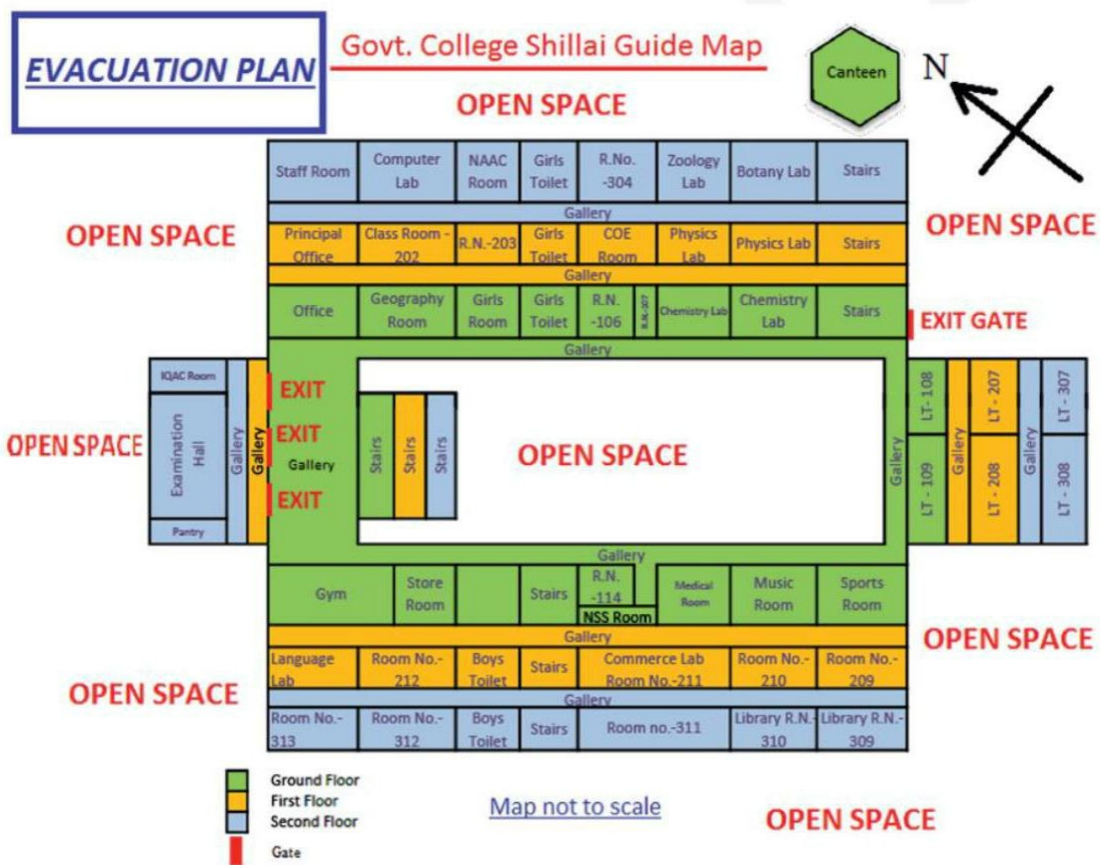 EVACUATION PLAN
Govt. College Shillai Guide Map
Canteen
N
OPEN SPACE
Staff Room
Computer
Lab
NAAC
Room
Girls
Toilet
R.No.
-304
Zoology
Lab
Botany Lab
Stairs
Gallery
OPEN SPACE
OPEN SPACE
Principal
Office
Class Room -
202
R.N.-203
Girls
Toilet
COE
Room
Physics
Lab
Physics Lab
Stairs
Gallery
Office
Geography
Room
Girls
Room
Girls
Toilet
R.N.
-106
R.N.-107
Chemistry Lab
Chemistry
Lab
Stairs
EXIT GATE
Gallery
IQAC Room
Examination
Hall
Pantry
Gallery
Gallery
OPEN SPACE
EXIT
EXIT
Gallery
EXIT
Stairs
Stairs
Stairs
OPEN SPACE
Gallery
LT - 108
LT - 109
Gallery
LT - 207
LT - 208
Gallery
LT - 307
LT - 308
Gallery
Gym
Store
Room
Stairs
R.N.
-114
NSS Room
Medical
Room
Music
Room
Sports
Room
Gallery
OPEN SPACE
Language
Lab
Room No.-
212
Boys
Toilet
Stairs
Commerce Lab
Room No.-211
Room No.-
210
Room No.-
209
OPEN SPACE
Gallery
Room No.-
313
Room No.-
312
Boys
Toilet
Stairs
Room no.-311
Library R.N.-
310
Library R.N.-
309
Ground Floor
First Floor
Second Floor
Gate
Map not to scale
OPEN SPACE